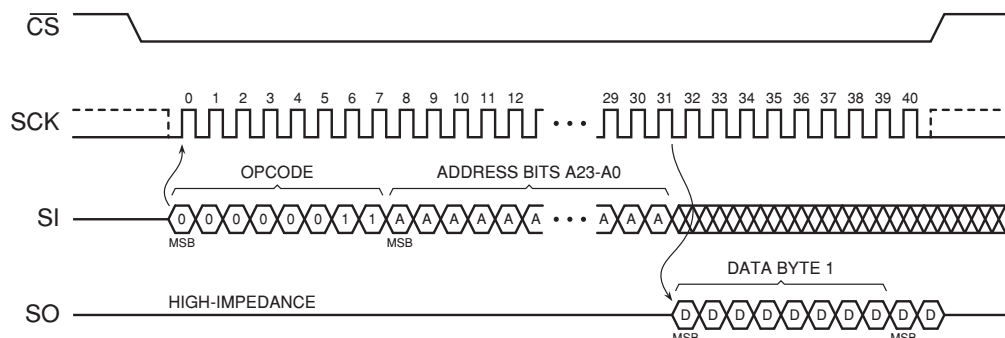 CS
0 1 2 3 4 5 6 7 8 9 10 11 12 29 30 31 32 33 34 35 36 37 38 39 40
SCK
OPCODE ADDRESS BITS A23-A0
SI 0 0 0 0 0 0 1 1 A A A A A A A A A
MSB MSB
DATA BYTE 1
HIGH-IMPEDANCE
SO D D D D D D D D D D
MSB MSB